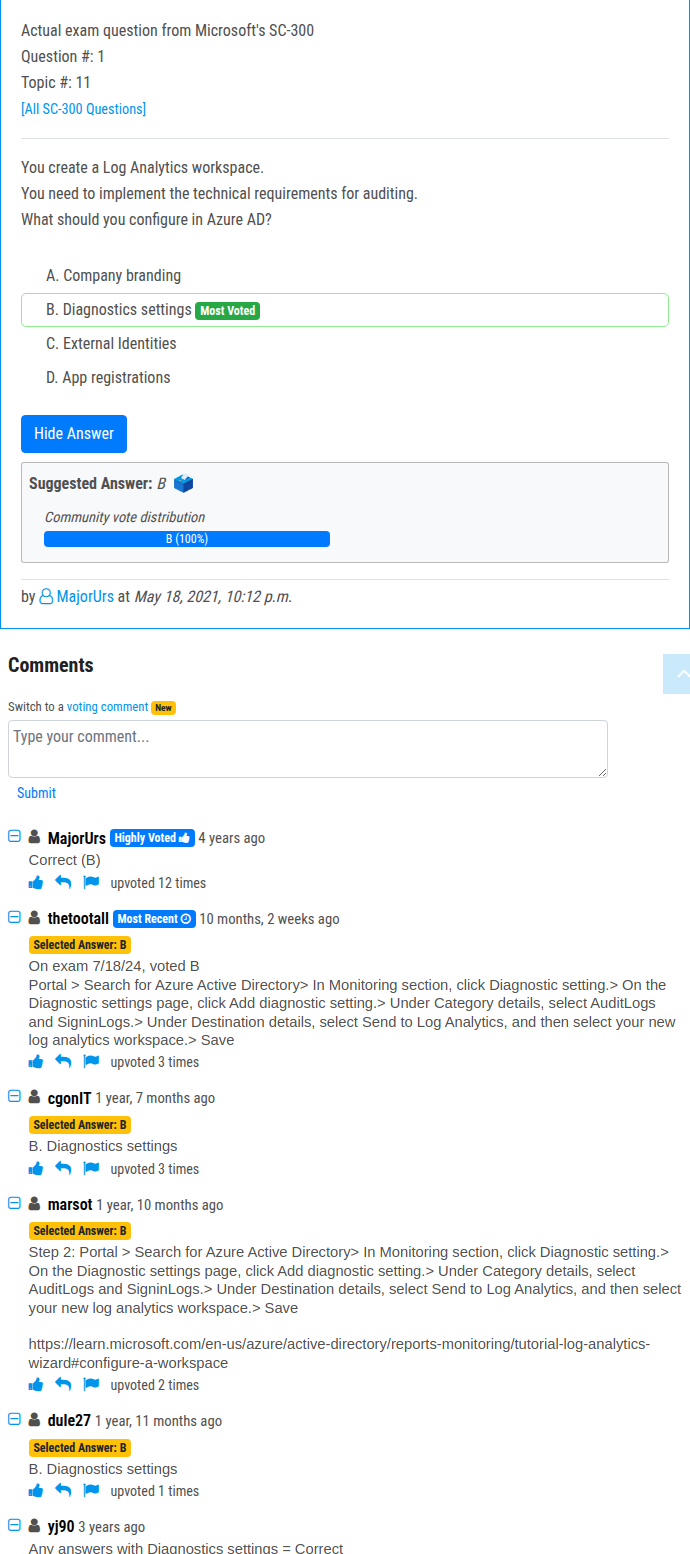 Actual exam question from Microsoft's SC-300
Question #: 1
Topic #: 11
[All SC-300 Questions]
You create a Log Analytics workspace.
You need to implement the technical requirements for auditing.
What should you configure in Azure AD?
A. Company branding
B. Diagnostics settings Most Voted
C. External Identities
D. App registrations
Hide Answer
Suggested Answer: B
Community vote distribution
B (100%)
by MajorUrs at May 18, 2021, 10:12 p.m.
Comments
Switch to a voting comment New
Type your comment...
Submit
MajorUrs Highly Voted 4 years ago
Correct (B)
upvoted 12 times
thetootall Most Recent 10 months, 2 weeks ago
Selected Answer: B
On exam 7/18/24, voted B
Portal > Search for Azure Active Directory> In Monitoring section, click Diagnostic setting.> On the
Diagnostic settings page, click Add diagnostic setting.> Under Category details, select AuditLogs
and SigninLogs.> Under Destination details, select Send to Log Analytics, and then select your new
log analytics workspace.> Save
upvoted 3 times
cgonIT 1 year, 7 months ago
Selected Answer: B
B. Diagnostics settings
upvoted 3 times
marsot 1 year, 10 months ago
Selected Answer: B
Step 2: Portal > Search for Azure Active Directory> In Monitoring section, click Diagnostic setting.>
On the Diagnostic settings page, click Add diagnostic setting.> Under Category details, select
AuditLogs and SigninLogs.> Under Destination details, select Send to Log Analytics, and then select
your new log analytics workspace.> Save
https://learn.microsoft.com/en-us/azure/active-directory/reports-monitoring/tutorial-log-analytics-
wizard#configure-a-workspace
upvoted 2 times
dule27 1 year, 11 months ago
Selected Answer: B
B. Diagnostics settings
upvoted 1 times
yj90 3 years ago
Any answers with Diagnostics settings = Correct